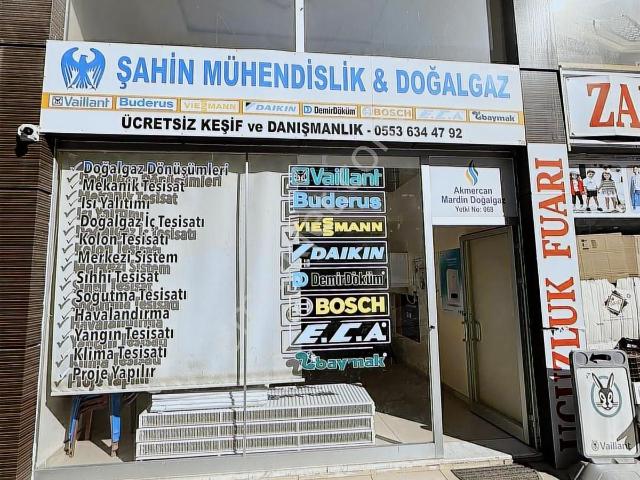 ŞAHİN MÜHENDİSLİK & DOĞALGAZ
Vaillant Buderus VIESMANN DAIKIN DemirDöküm BOSCH E.C.A baymak
ÜCRETSİZ KEŞİF ve DANIŞMANLIK - 0553 634 47 92
Doğalgaz Dönüşümleri
Mekanik Tesisat
Isı Yalıtımı
Doğalgaz İç Tesisatı
Kolon Tesisatı
Merkezi Sistem
Sıhhi Tesisat
Soğutma Tesisatı
Havalandırma
Yangın Tesisatı
Klima Tesisatı
Proje Yapılır
Vaillant
Buderus
VIESMANN
DAIKIN
DemirDöküm
BOSCH
E.C.A
baymak
Akmercan
Mardin Doğalgaz
Yutki No: 068
ZA
UCUZLUK FUARI
Vaillant